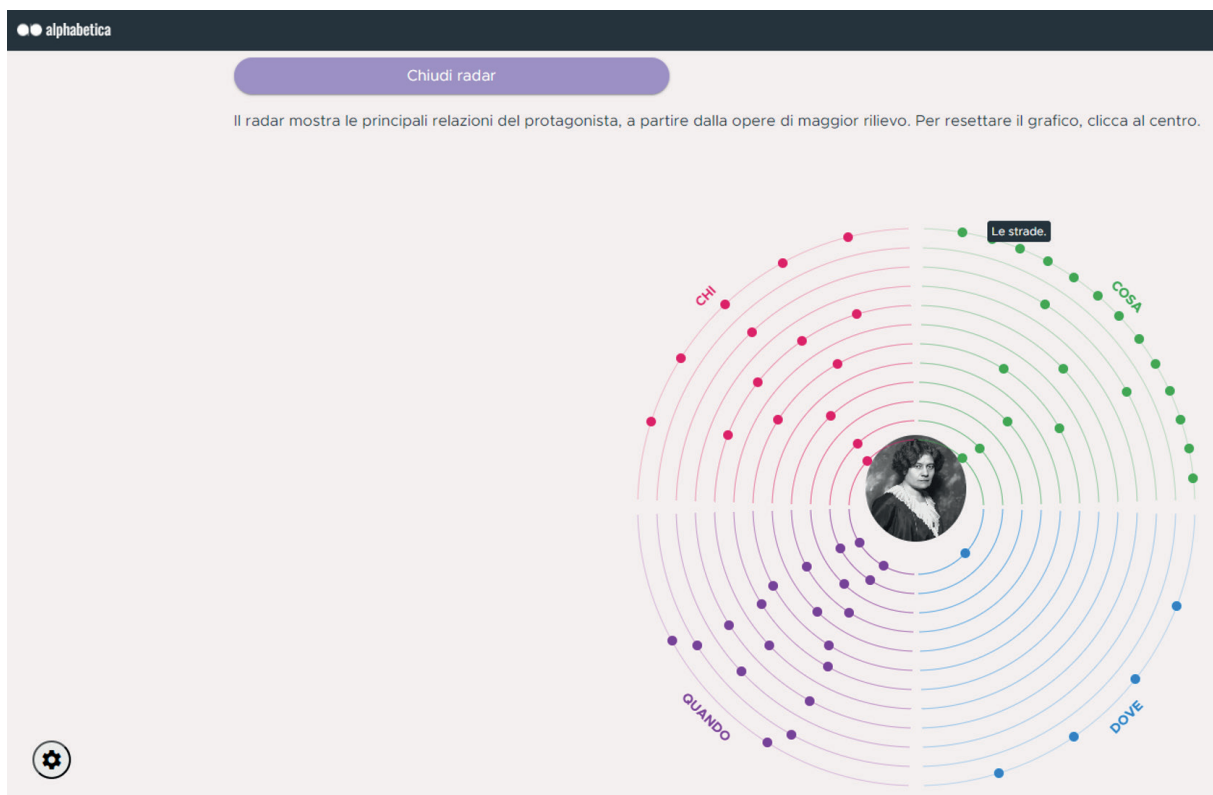 alphabetica
Chiudi radar
Il radar mostra le principali relazioni del protagonista, a partire dalla opere di maggior rilievo. Per resettare il grafico, clicca al centro.
Le strade.
CHI
COSA
QUANDO
DOVE